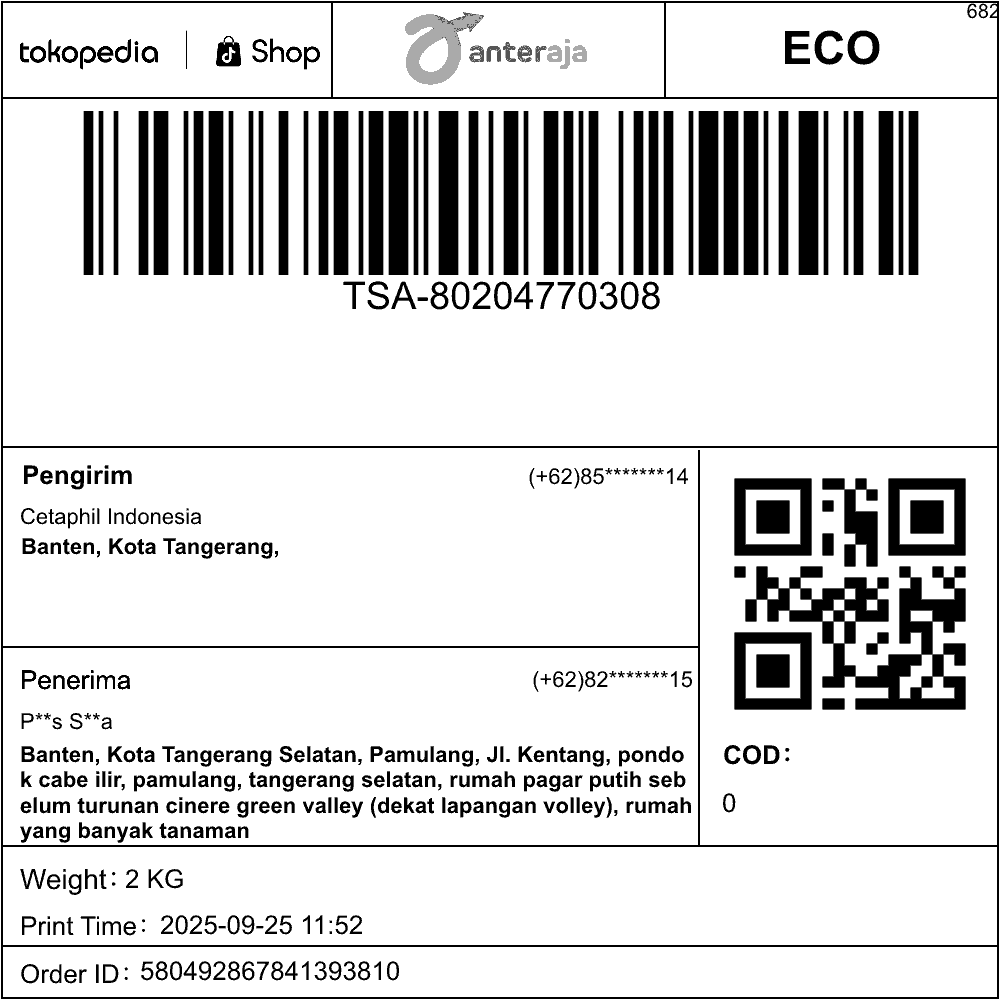 682
tokopedia | Shop
anteraja
ECO
TSA-80204770308
Pengirim
(+62)85*******14
Cetaphil Indonesia
Banten, Kota Tangerang,
Penerima
(+62)82*******15
P**s S**a
Banten, Kota Tangerang Selatan, Pamulang, Jl. Kentang, pondo
k cabe ilir, pamulang, tangerang selatan, rumah pagar putih seb
elum turunan cinere green valley (dekat lapangan volley), rumah
yang banyak tanaman
COD:
0
Weight: 2 KG
Print Time: 2025-09-25 11:52
Order ID: 580492867841393810